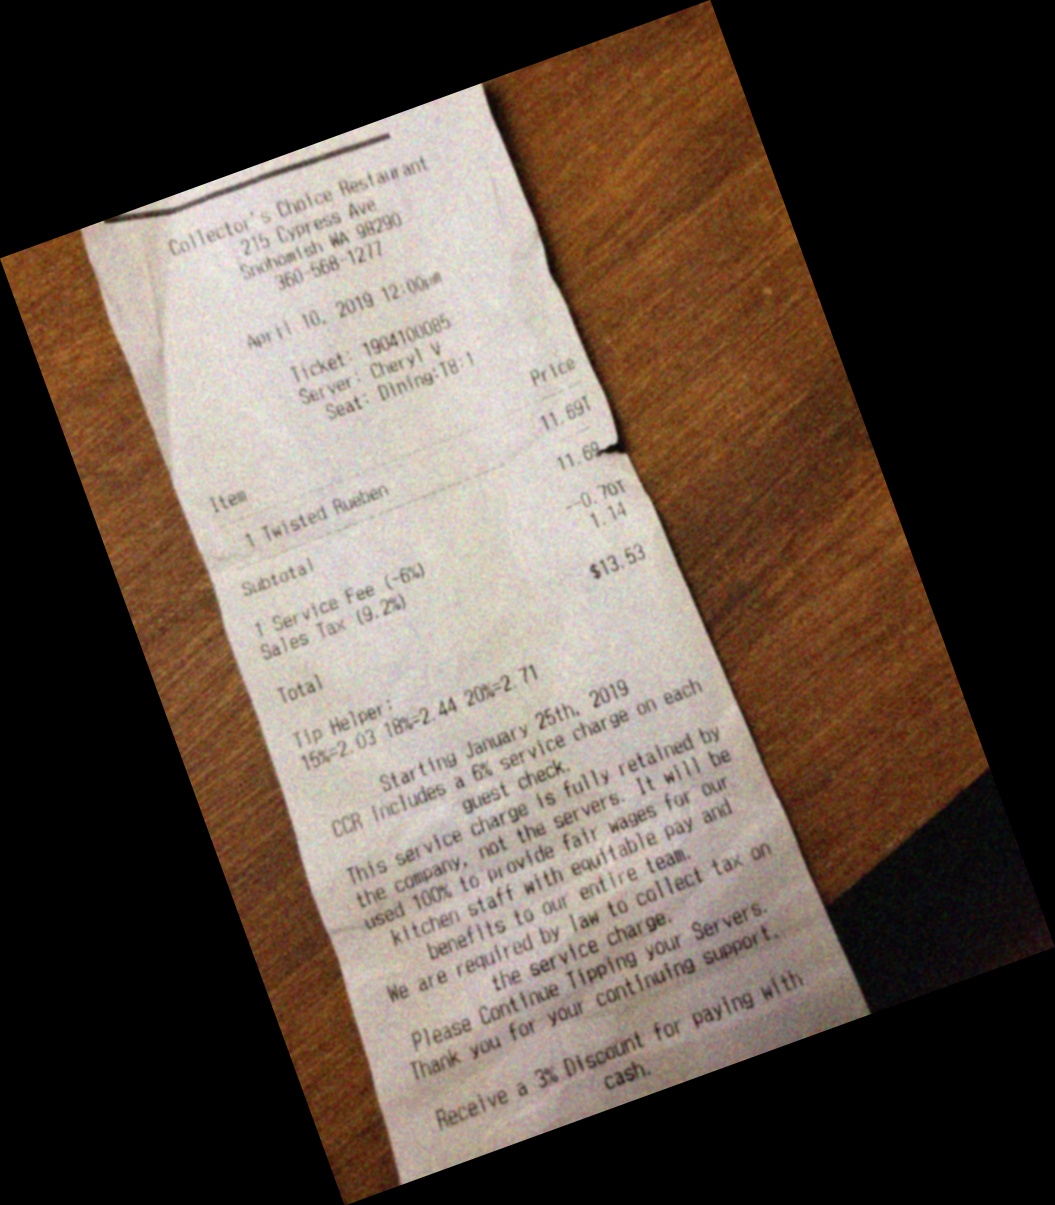 Collector's Choice Restaurant
215 Cypress Ave
Snohomish WA 98290
360-568-1277
April 10, 2019 12:00pm
Ticket: 1904100085
Server: Cheryl V
Seat: Dining:T8:1
Item Price
1 Twisted Rueben 11.69T
Subtotal 11.69
1 Service Fee (-6%) --0.70T
Sales Tax (9.2%) 1.14
Total $13.53
Tip Helper:
15%=2.03 18%=2.44 20%=2.71
Starting January 25th, 2019
CCR includes a 6% service charge on each
guest check.
This service charge is fully retained by
the company, not the servers. It will be
used 100% to provide fair wages for our
kitchen staff with equitable pay and
benefits to our entire team.
We are required by law to collect tax on
the service charge.
Please Continue Tipping your Servers.
Thank you for your continuing support.
Receive a 3% Discount for paying with
cash.